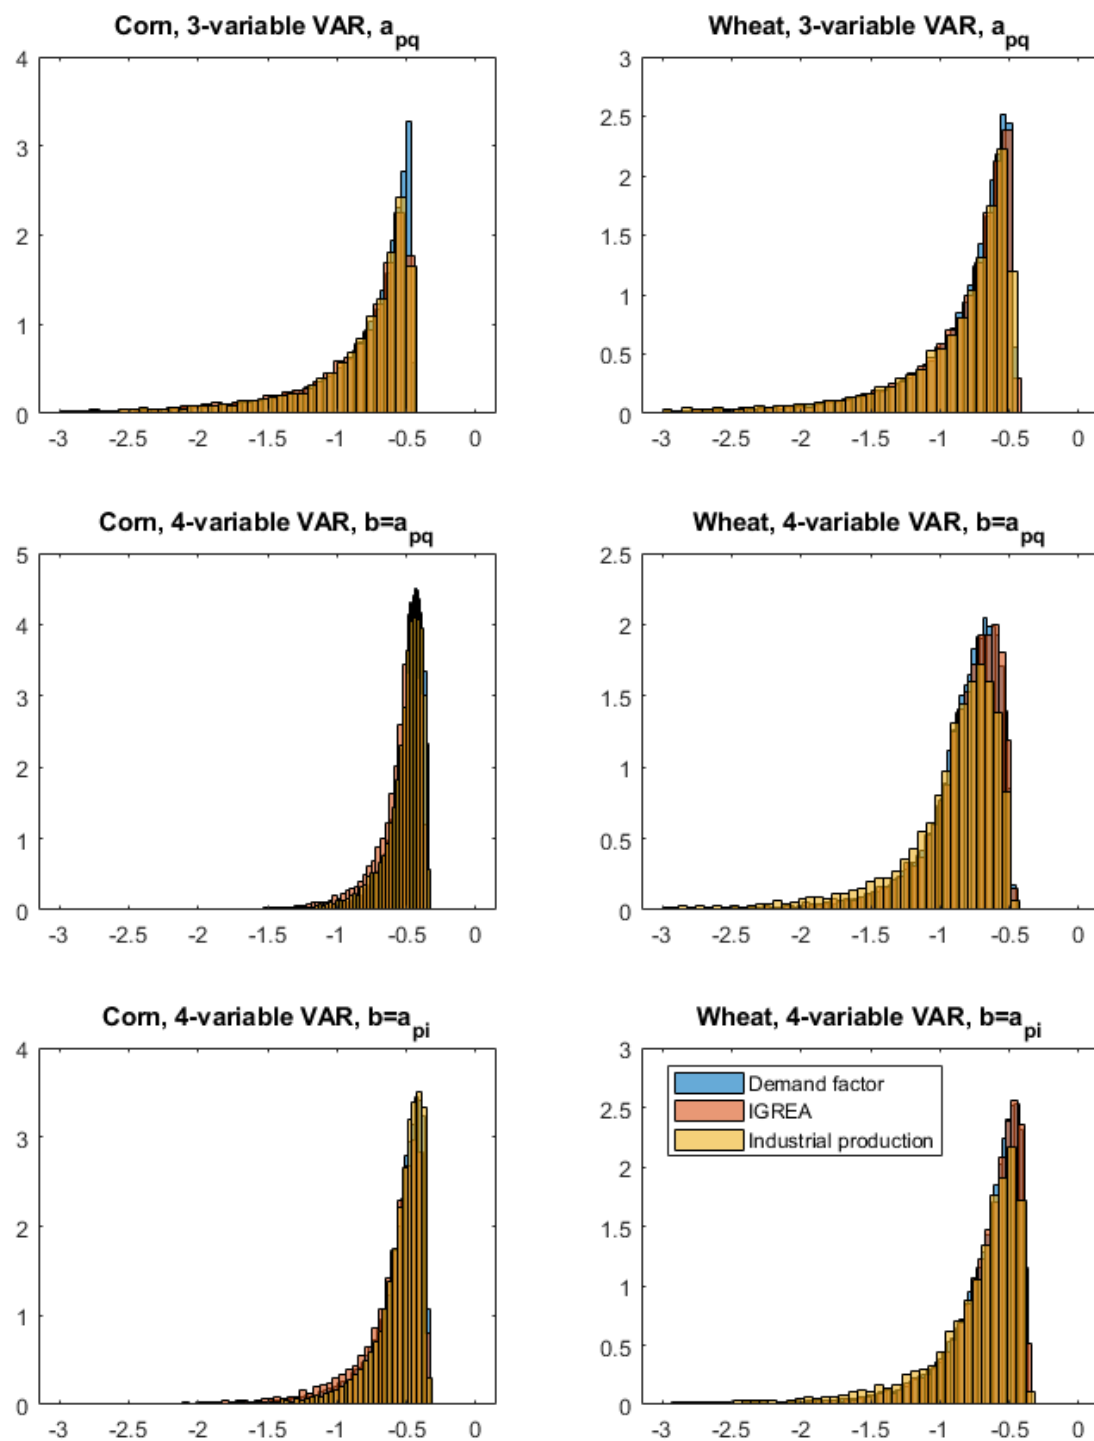 Corn, 3-variable VAR, a_pq
4
3
2
1
0
-3 -2.5 -2 -1.5 -1 -0.5 0
Wheat, 3-variable VAR, a_pq
3
2.5
2
1.5
1
0.5
0
-3 -2.5 -2 -1.5 -1 -0.5 0
Corn, 4-variable VAR, b=a_pq
5
4
3
2
1
0
-3 -2.5 -2 -1.5 -1 -0.5 0
Wheat, 4-variable VAR, b=a_pq
2.5
2
1.5
1
0.5
0
-3 -2.5 -2 -1.5 -1 -0.5 0
Corn, 4-variable VAR, b=a_pi
4
3
2
1
0
-3 -2.5 -2 -1.5 -1 -0.5 0
Wheat, 4-variable VAR, b=a_pi
3
2.5
2
1.5
1
0.5
0
Demand factor
IGREA
Industrial production
-3 -2.5 -2 -1.5 -1 -0.5 0